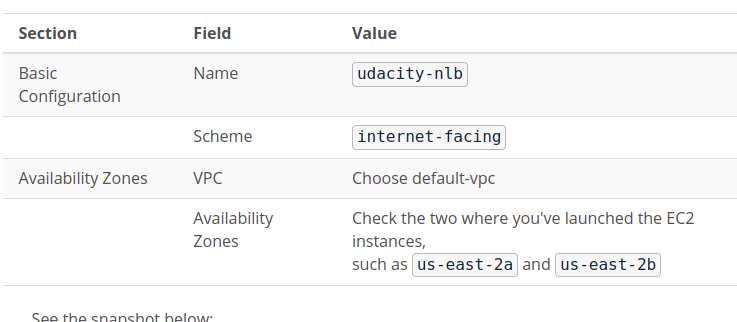 Section Field Value
Basic Configuration Name udacity-nlb
Scheme internet-facing
Availability Zones VPC Choose default-vpc
Availability Zones Check the two where you've launched the EC2 instances,
such as us-east-2a and us-east-2b
See the snapshot below: